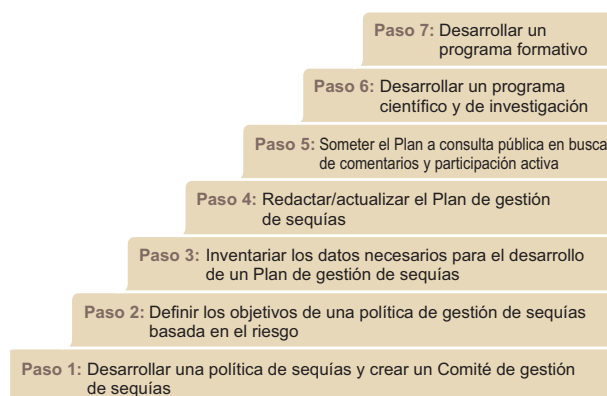 Paso 7: Desarrollar un
programa formativo
Paso 6: Desarrollar un programa
científico y de investigación
Paso 5: Someter el Plan a consulta pública en busca
de comentarios y participación activa
Paso 4: Redactar/actualizar el Plan de gestión
de sequías
Paso 3: Inventariar los datos necesarios para el desarrollo
de un Plan de gestión de sequías
Paso 2: Definir los objetivos de una política de gestión de sequías
basada en el riesgo
Paso 1: Desarrollar una política de sequías y crear un Comité de gestión
de sequías